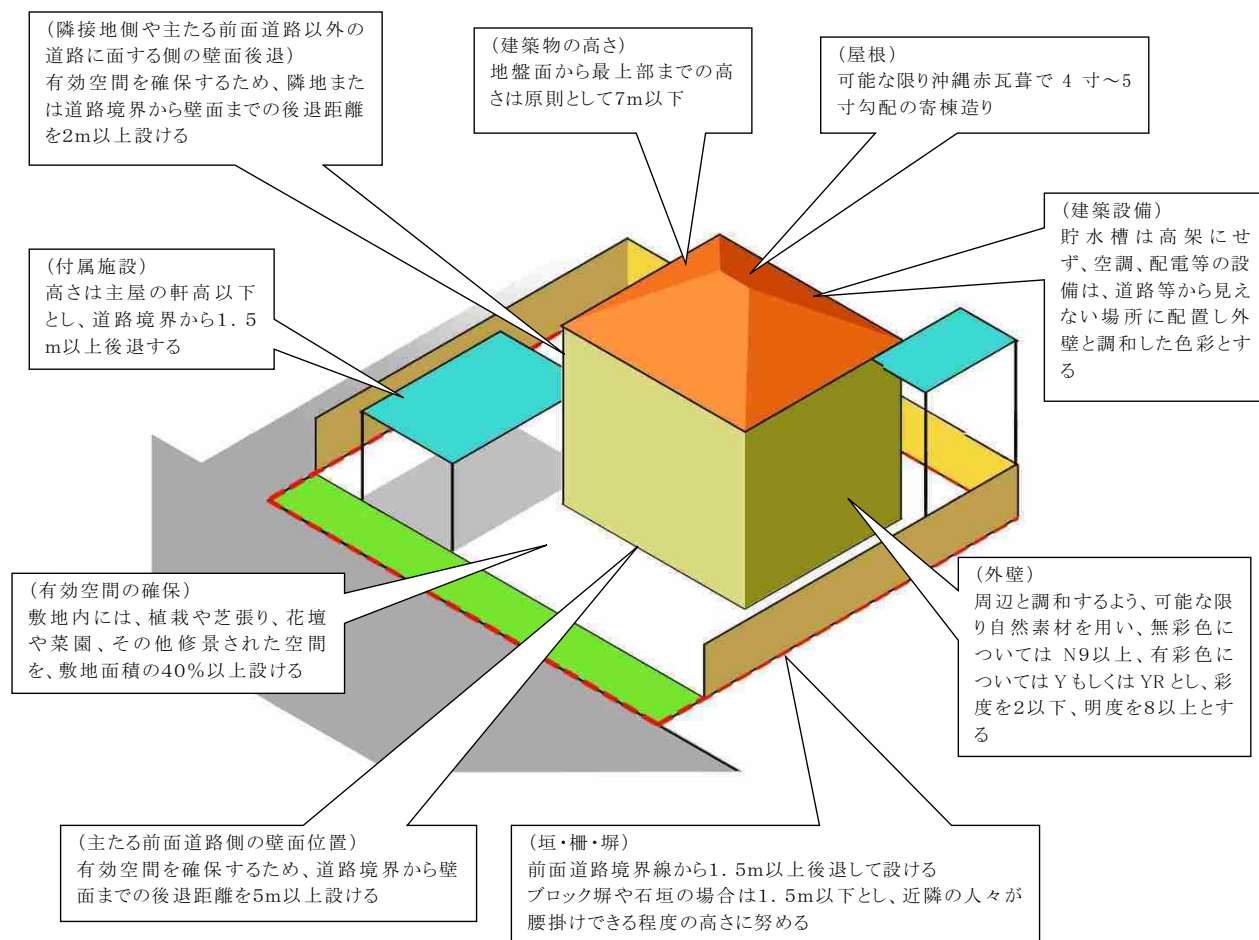 (隣接地側や主たる前面道路以外の
道路に面する側の壁面後退)
有効空間を確保するため、隣地また
は道路境界から壁面までの後退距離
を2m以上設ける
(建築物の高さ)
地盤面から最上部までの高
さは原則として7m以下
(屋根)
可能な限り沖縄赤瓦葺で 4 寸～5
寸勾配の寄棟造り
(建築設備)
貯水槽は高架にせ
ず、空調、配電等の設
備は、道路等から見え
ない場所に配置し外
壁と調和した色彩とす
る
(付属施設)
高さは主屋の軒高以下
とし、道路境界から1.5
m以上後退する
(有効空間の確保)
敷地内には、植栽や芝張り、花壇
や菜園、その他修景された空間
を、敷地面積の40%以上設ける
(外壁)
周辺と調和するよう、可能な限
り自然素材を用い、無彩色に
ついては N9以上、有彩色に
ついては Y もしくは YR とし、彩
度を2以下、明度を8以上とす
る
(主たる前面道路側の壁面位置)
有効空間を確保するため、道路境界から壁
面までの後退距離を5m以上設ける
(垣・柵・塀)
前面道路境界線から1.5m以上後退して設ける
ブロック塀や石垣の場合は1.5m以下とし、近隣の人々が
腰掛けできる程度の高さに努める